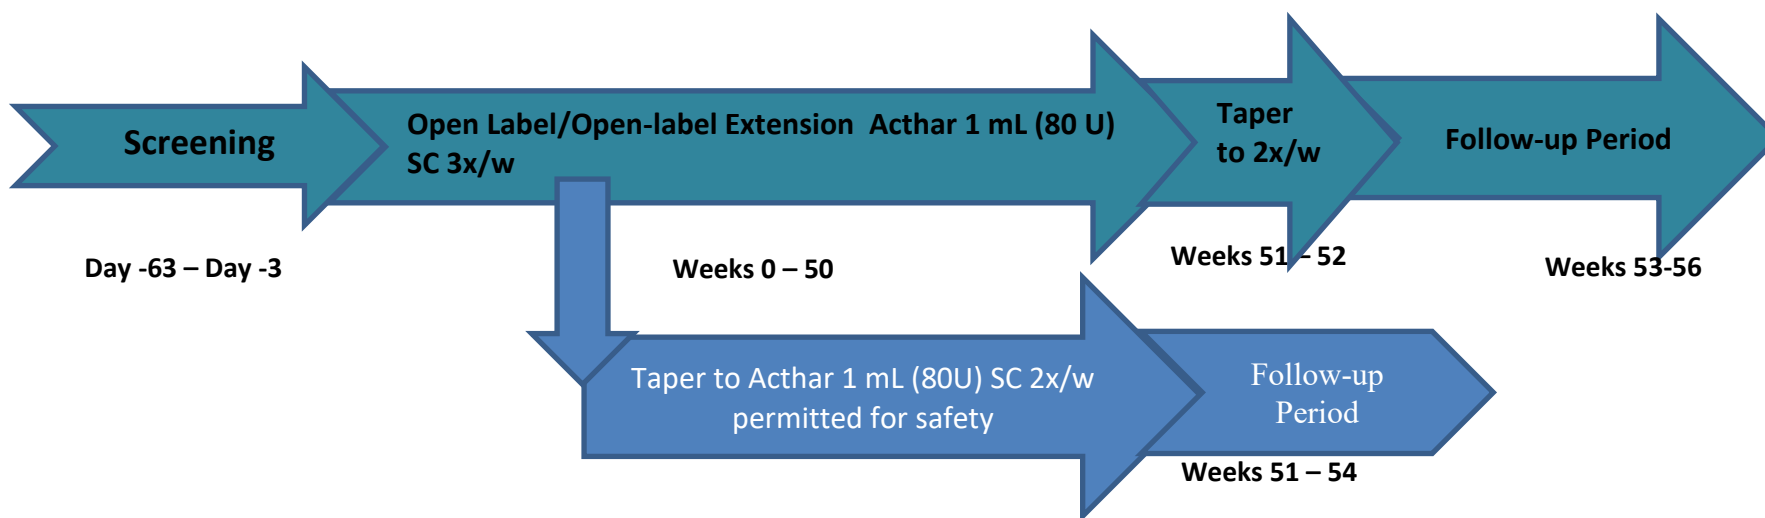 Screening
Open Label/Open-label Extension  Acthar 1 mL (80 U)
SC 3x/w
Taper
to 2x/w
Follow-up Period
Day -63 – Day -3
Weeks 0 – 50
Weeks 51 – 52
Weeks 53-56
Taper to Acthar 1 mL (80U) SC 2x/w
permitted for safety
Follow-up
Period
Weeks 51 – 54